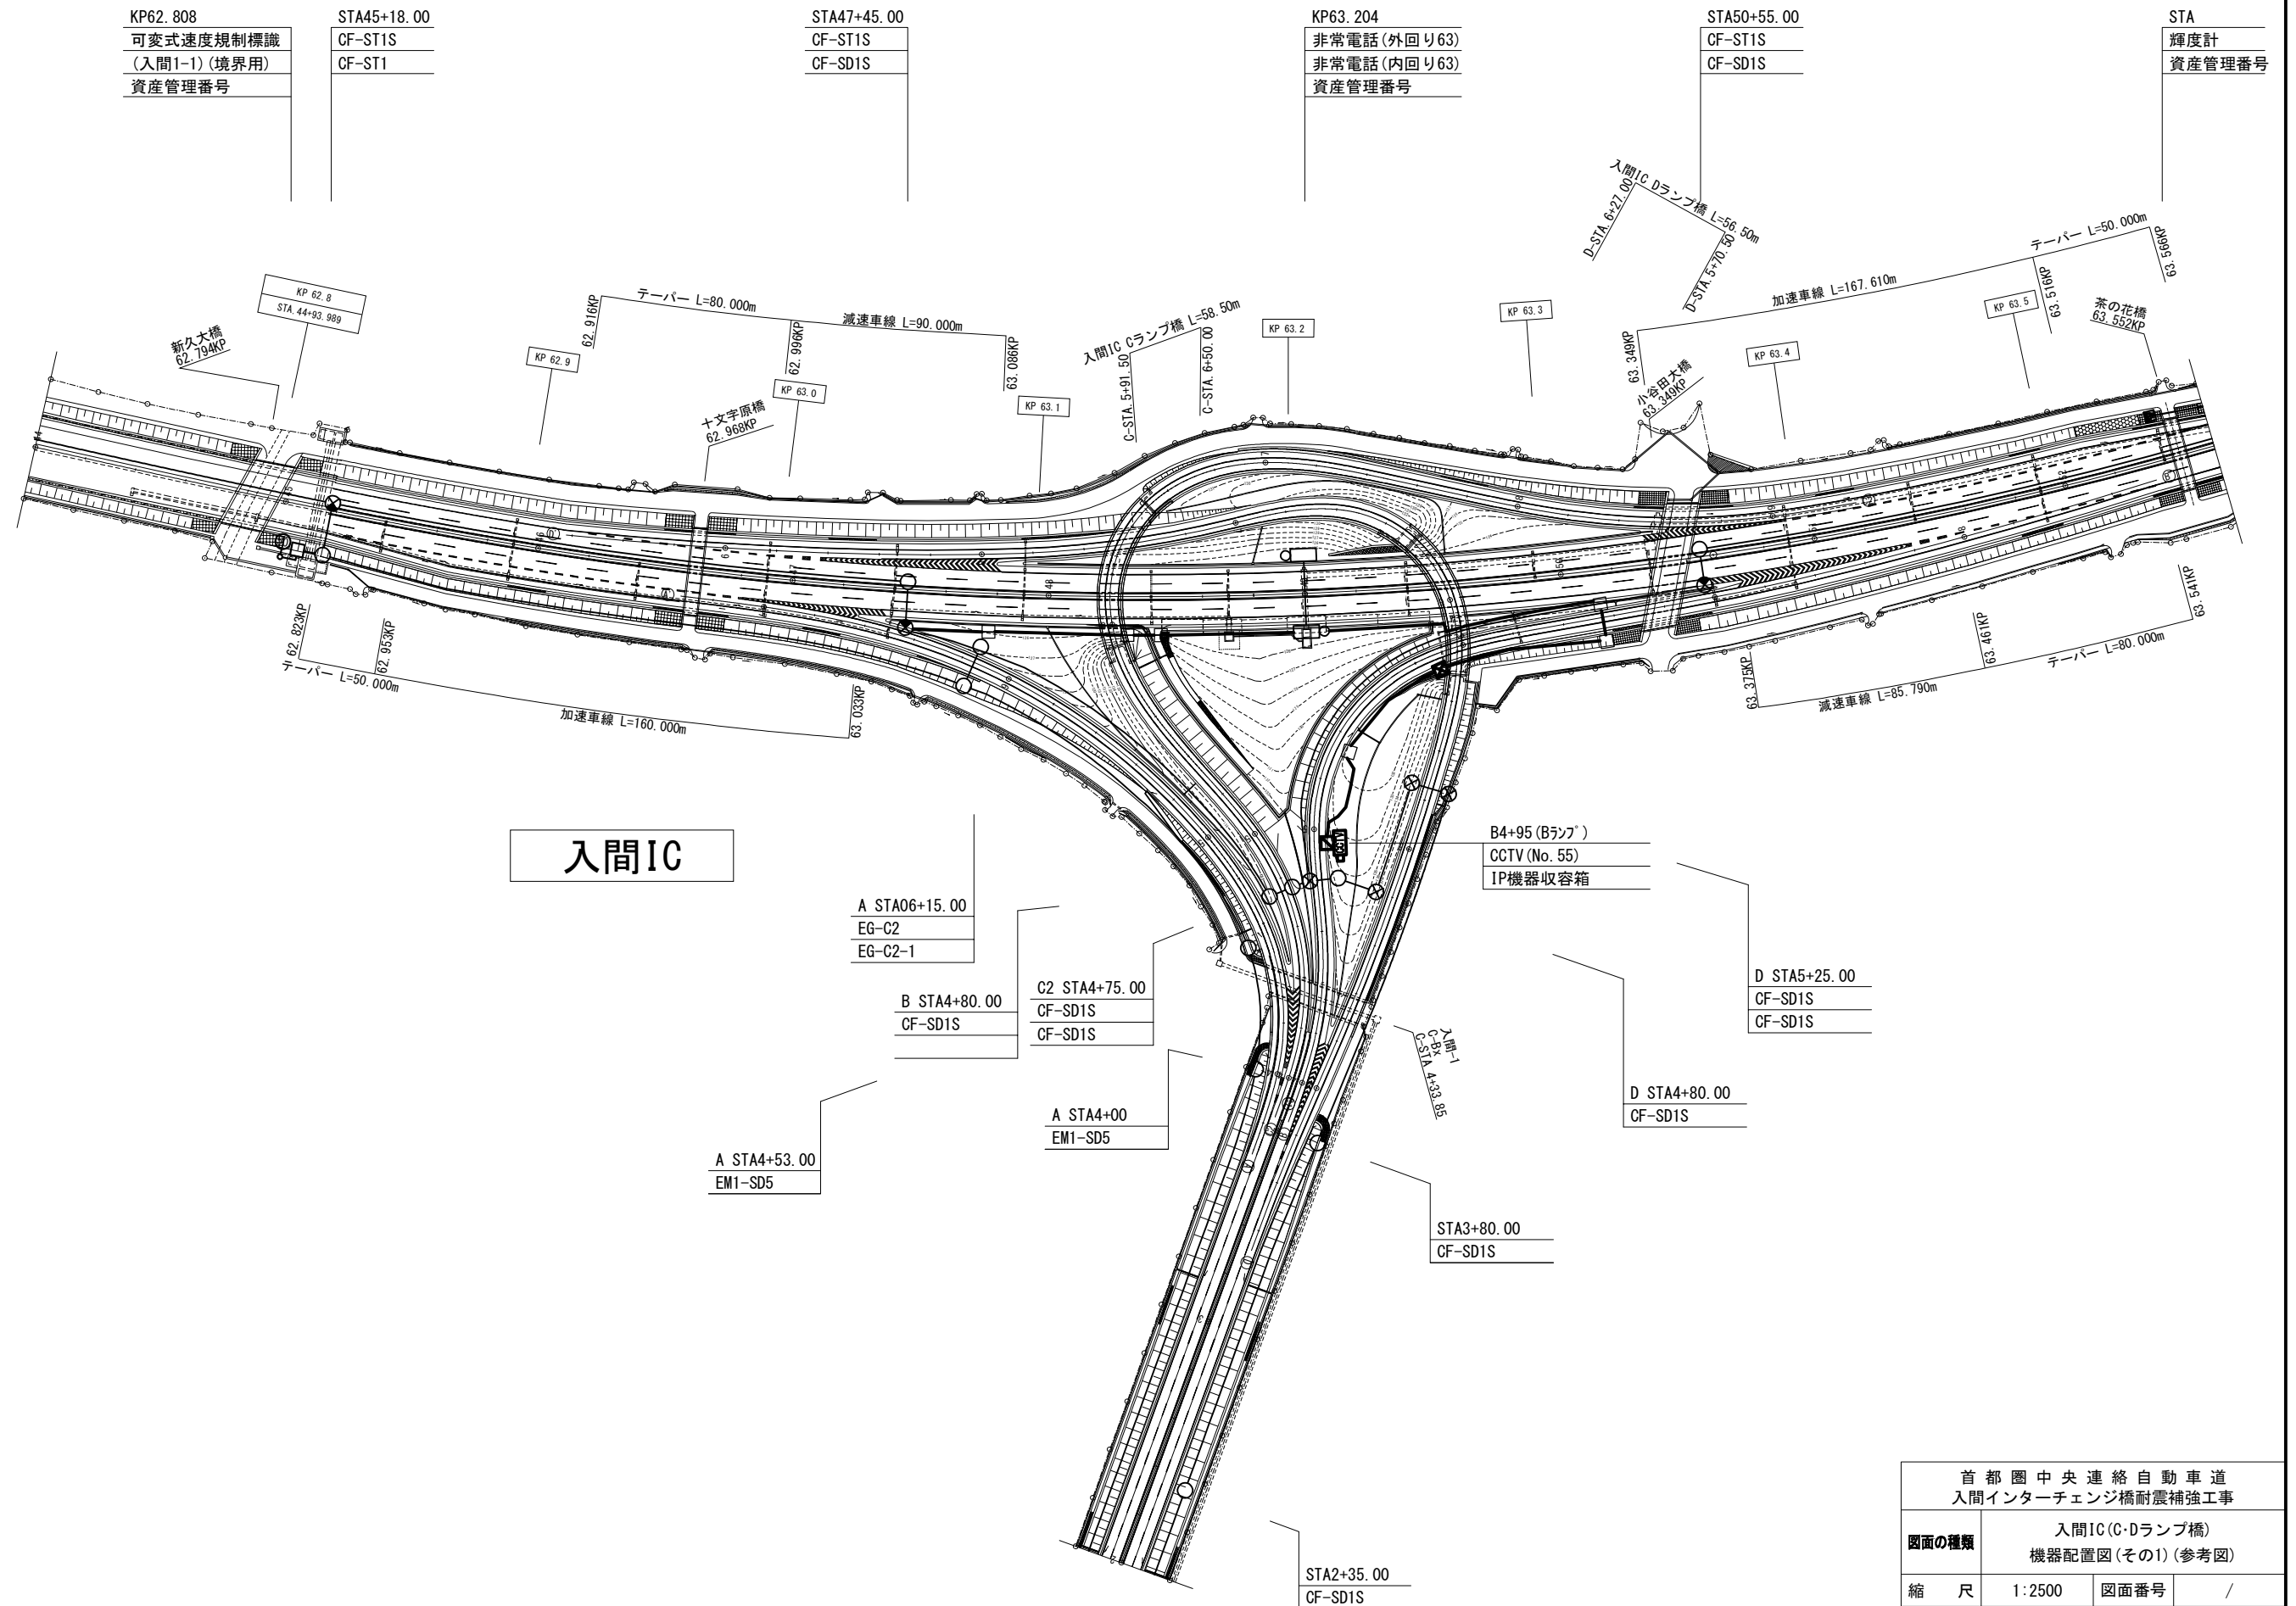 KP62.808
可変式速度規制標識
(入間1-1)(境界用)
資産管理番号
STA45+18.00
CF-ST1S
CF-ST1
STA47+45.00
CF-ST1S
CF-SD1S
KP63.204
非常電話(外回り63)
非常電話(内回り63)
資産管理番号
STA50+55.00
CF-ST1S
CF-SD1S
STA
輝度計
資産管理番号
KP 62.8
STA.44+93.989
新久大橋
62.794KP
KP 62.9
62.916KP
テーパー L=80.000m
62.996KP
減速車線 L=90.000m
63.086KP
KP 63.0
十文字原橋
62.968KP
KP 63.1
入間IC Cランプ橋 L=58.50m
C-STA.5+91.50
C-STA.6+50.00
KP 63.2
KP 63.3
入間IC Dランプ橋 L=56.50m
D-STA.6+27.00
D-STA.5+70.50
63.349KP
加速車線 L=167.610m
63.516KP
テーパー L=50.000m
63.566KP
小谷田大橋
63.349KP
KP 63.4
KP 63.5
茶の花橋
63.552KP
62.823KP
テーパー L=50.000m
62.953KP
加速車線 L=160.000m
63.033KP
63.375KP
減速車線 L=85.790m
63.461KP
テーパー L=80.000m
63.541KP
入間IC
B4+95(Bランプ)
CCTV(No.55)
IP機器収容箱
A STA06+15.00
EG-C2
EG-C2-1
B STA4+80.00
CF-SD1S
C2 STA4+75.00
CF-SD1S
CF-SD1S
D STA5+25.00
CF-SD1S
CF-SD1S
入間-1
C-Bx
C-STA 4+33.85
D STA4+80.00
CF-SD1S
A STA4+00
EM1-SD5
A STA4+53.00
EM1-SD5
STA3+80.00
CF-SD1S
STA2+35.00
CF-SD1S
首都圏中央連絡自動車道
入間インターチェンジ橋耐震補強工事
図面の種類
入間IC(C・Dランプ橋)
機器配置図(その1)(参考図)
縮 尺
1:2500
図面番号
/